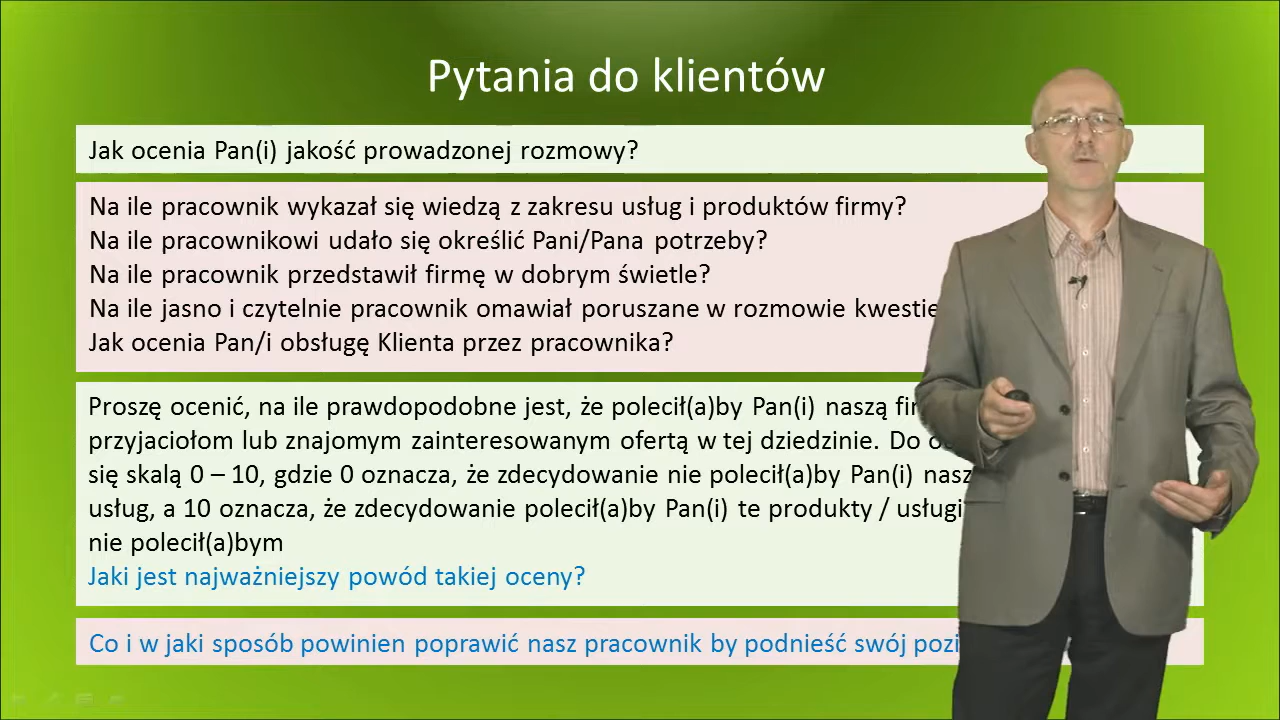 Pytania do klientów
Jak ocenia Pan(i) jakość prowadzonej rozmowy?
Na ile pracownik wykazał się wiedzą z zakresu usług i produktów firmy?
Na ile pracownikowi udało się określić Pani/Pana potrzeby?
Na ile pracownik przedstawił firmę w dobrym świetle?
Na ile jasno i czytelnie pracownik omawiał poruszane w rozmowie kwestie
Jak ocenia Pan/i obsługę Klienta przez pracownika?
Proszę ocenić, na ile prawdopodobne jest, że polecił(a)by Pan(i) naszą
przyjaciołom lub znajomym zainteresowanym ofertą w tej dziedzinie. Do
się skalą 0 – 10, gdzie 0 oznacza, że zdecydowanie nie polecił(a)by Pan(i)
usług, a 10 oznacza, że zdecydowanie polecił(a)by Pan(i) te produkty / usługi
nie polecił(a)bym
Jaki jest najważniejszy powód takiej oceny?
Co i w jaki sposób powinien poprawić nasz pracownik by podnieść swój